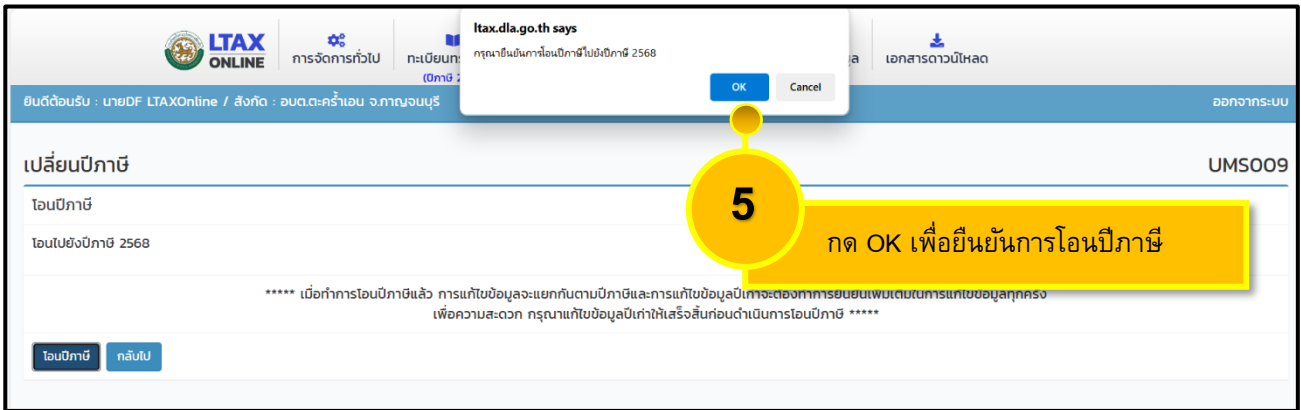 LTAX
ONLINE
การจัดการทั่วไป
ltax.dla.go.th says
กรุณายืนยันการโอนปีภาษีไปยังปีภาษี 2568
OK
Cancel
เอกสารดาวน์โหลด
ยินดีต้อนรับ : นายDF LTAXOnline / สังกัด : อบต.ตะคร้ำเอน จ.กาญจนบุรี
ออกจากระบบ
เปลี่ยนปีภาษี
UMS009
โอนปีภาษี
โอนไปยังปีภาษี 2568
5
กด OK เพื่อยืนยันการโอนปีภาษี
***** เมื่อทำการโอนปีภาษีแล้ว การแก้ไขข้อมูลจะแยกกันตามปีภาษีและการแก้ไขข้อมูลปีเก่าจะต้องทำการยืนยันเพิ่มเติมในการแก้ไขข้อมูลทุกครั้ง
เพื่อความสะดวก กรุณาแก้ไขข้อมูลปีเก่าให้เสร็จสิ้นก่อนดำเนินการโอนปีภาษี *****
โอนปีภาษี
กลับไป